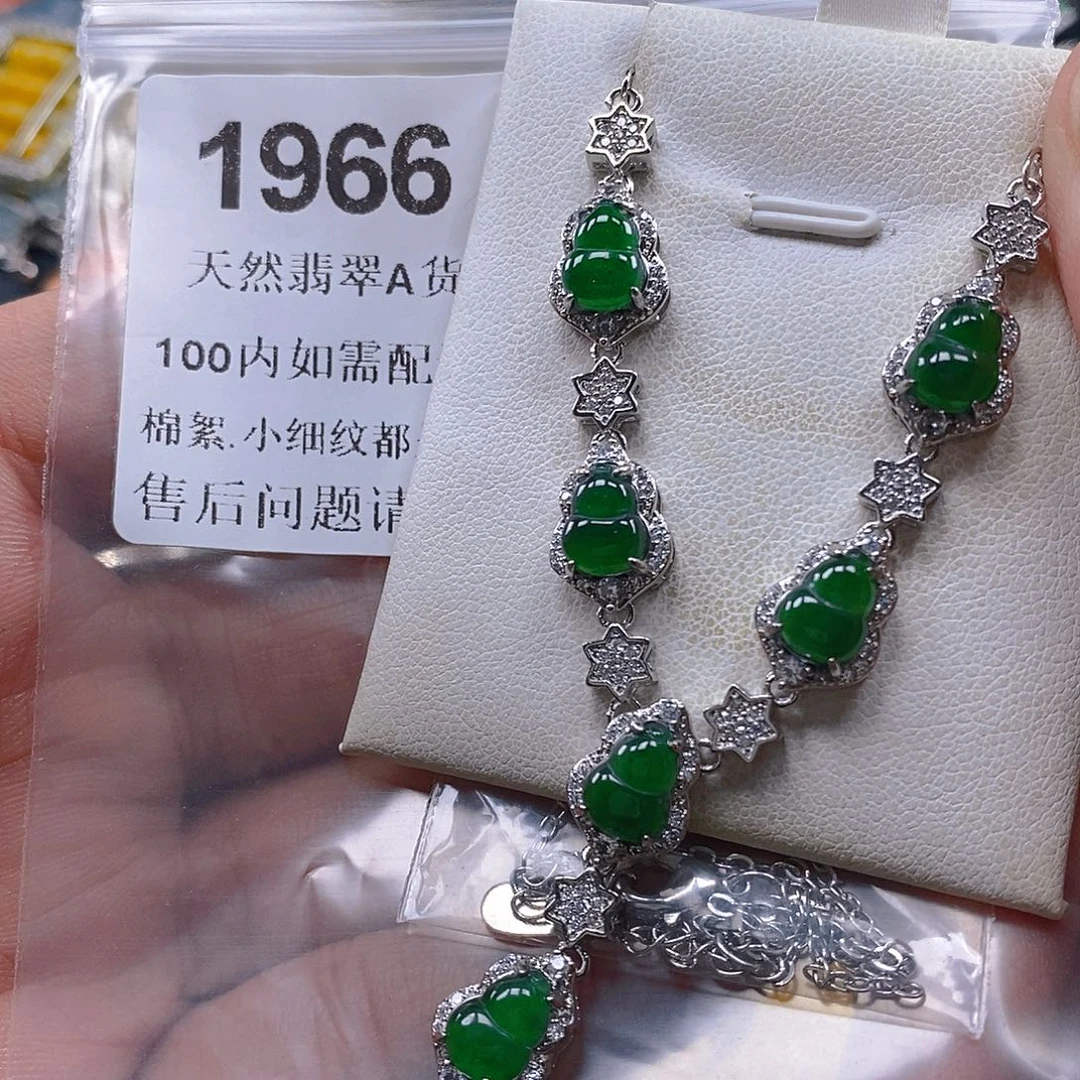 1966
天然翡翠A货
100内如需配
棉絮.小细纹都
售后问题请